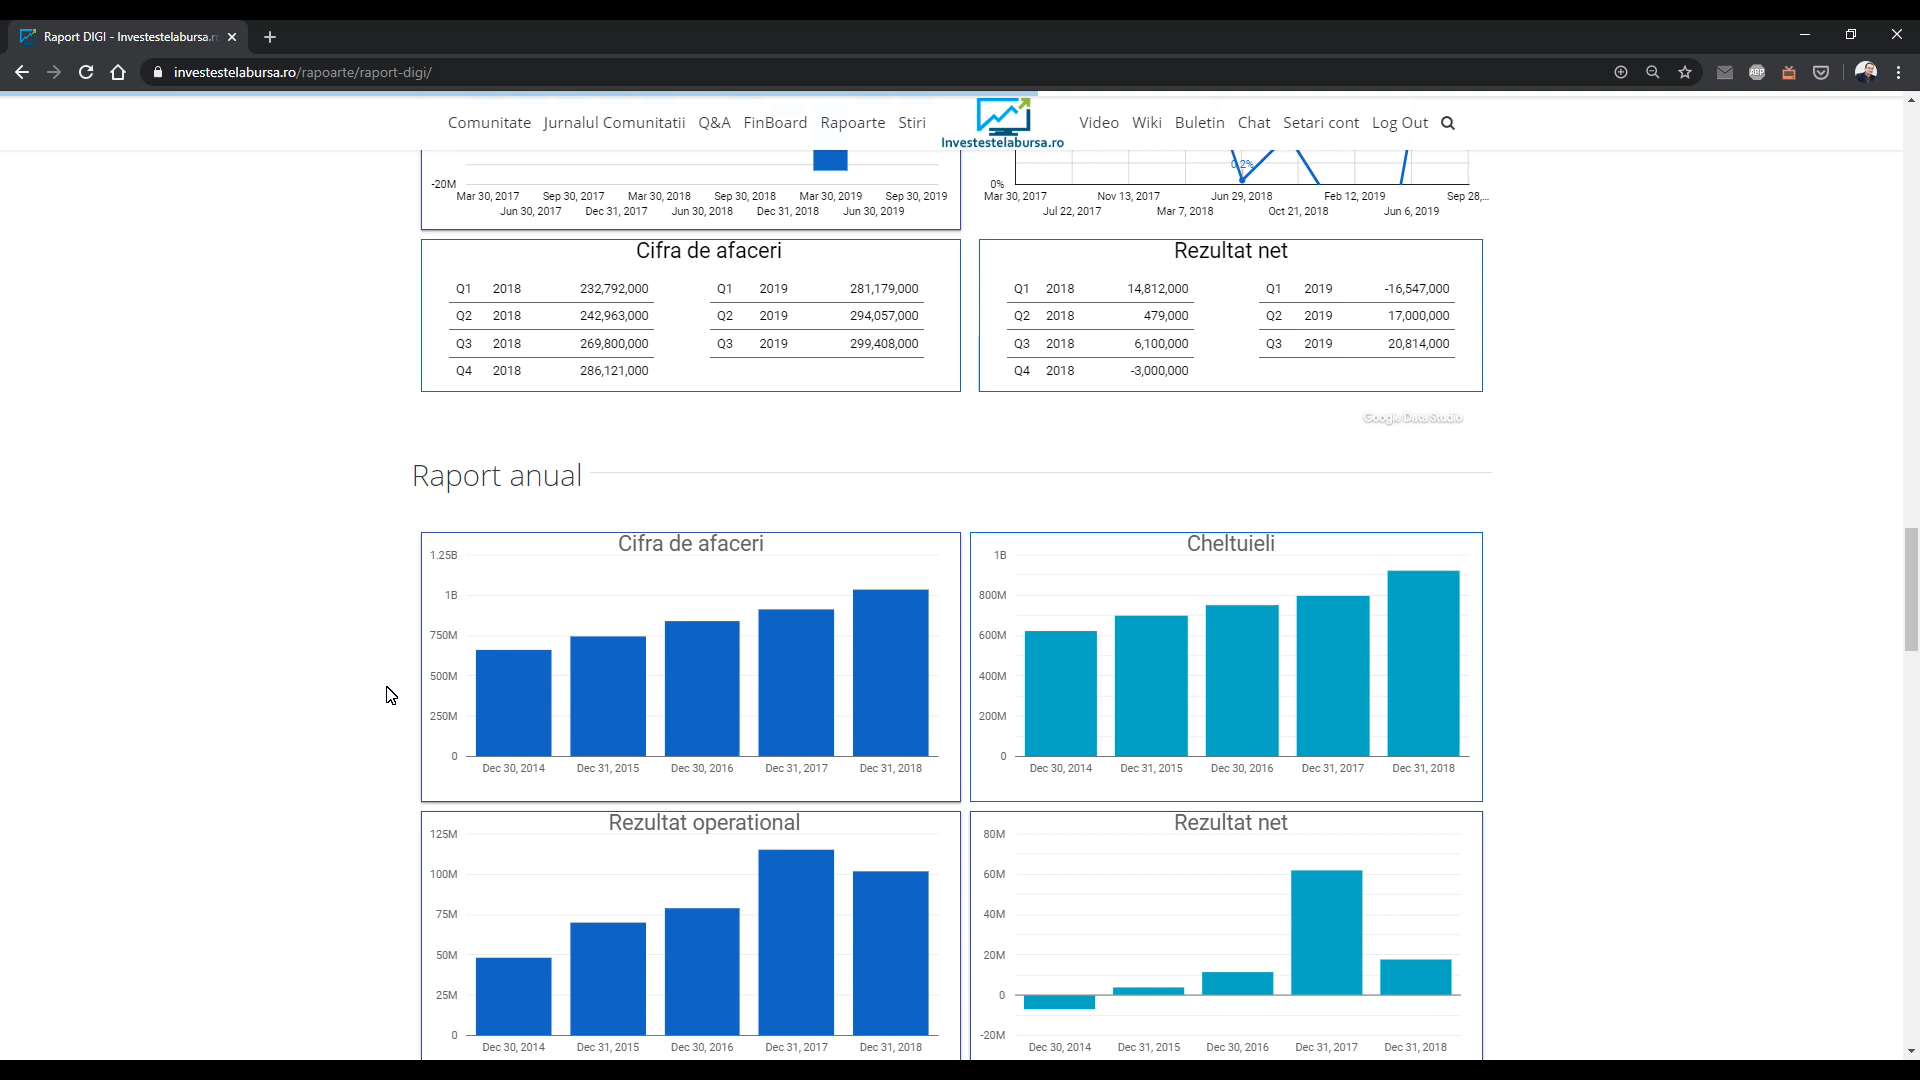 Raport DIGI - Investestelabursa.ro
investestelabursa.ro/rapoarte/raport-digi/
ABP
Comunitate Jurnalul Comunitatii Q&A FinBoard Rapoarte Stiri
Investestelabursa.ro
Video Wiki Buletin Chat Setari cont Log Out
-20M
Mar 30, 2017 Sep 30, 2017 Mar 30, 2018 Sep 30, 2018 Mar 30, 2019 Sep 30, 2019
Jun 30, 2017 Dec 31, 2017 Jun 30, 2018 Dec 31, 2018 Jun 30, 2019
0.2%
0%
Mar 30, 2017 Nov 13, 2017 Jun 29, 2018 Feb 12, 2019 Sep 28,...
Jul 22, 2017 Mar 7, 2018 Oct 21, 2018 Jun 6, 2019
Cifra de afaceri
Q1 2018 232,792,000 Q1 2019 281,179,000
Q2 2018 242,963,000 Q2 2019 294,057,000
Q3 2018 269,800,000 Q3 2019 299,408,000
Q4 2018 286,121,000
Rezultat net
Q1 2018 14,812,000 Q1 2019 -16,547,000
Q2 2018 479,000 Q2 2019 17,000,000
Q3 2018 6,100,000 Q3 2019 20,814,000
Q4 2018 -3,000,000
Google Data Studio
Raport anual
Cifra de afaceri
1.25B
1B
750M
500M
250M
0
Dec 30, 2014 Dec 31, 2015 Dec 30, 2016 Dec 31, 2017 Dec 31, 2018
Cheltuieli
1B
800M
600M
400M
200M
0
Dec 30, 2014 Dec 31, 2015 Dec 30, 2016 Dec 31, 2017 Dec 31, 2018
Rezultat operational
125M
100M
75M
50M
25M
0
Dec 30, 2014 Dec 31, 2015 Dec 30, 2016 Dec 31, 2017 Dec 31, 2018
Rezultat net
80M
60M
40M
20M
0
-20M
Dec 30, 2014 Dec 31, 2015 Dec 30, 2016 Dec 31, 2017 Dec 31, 2018